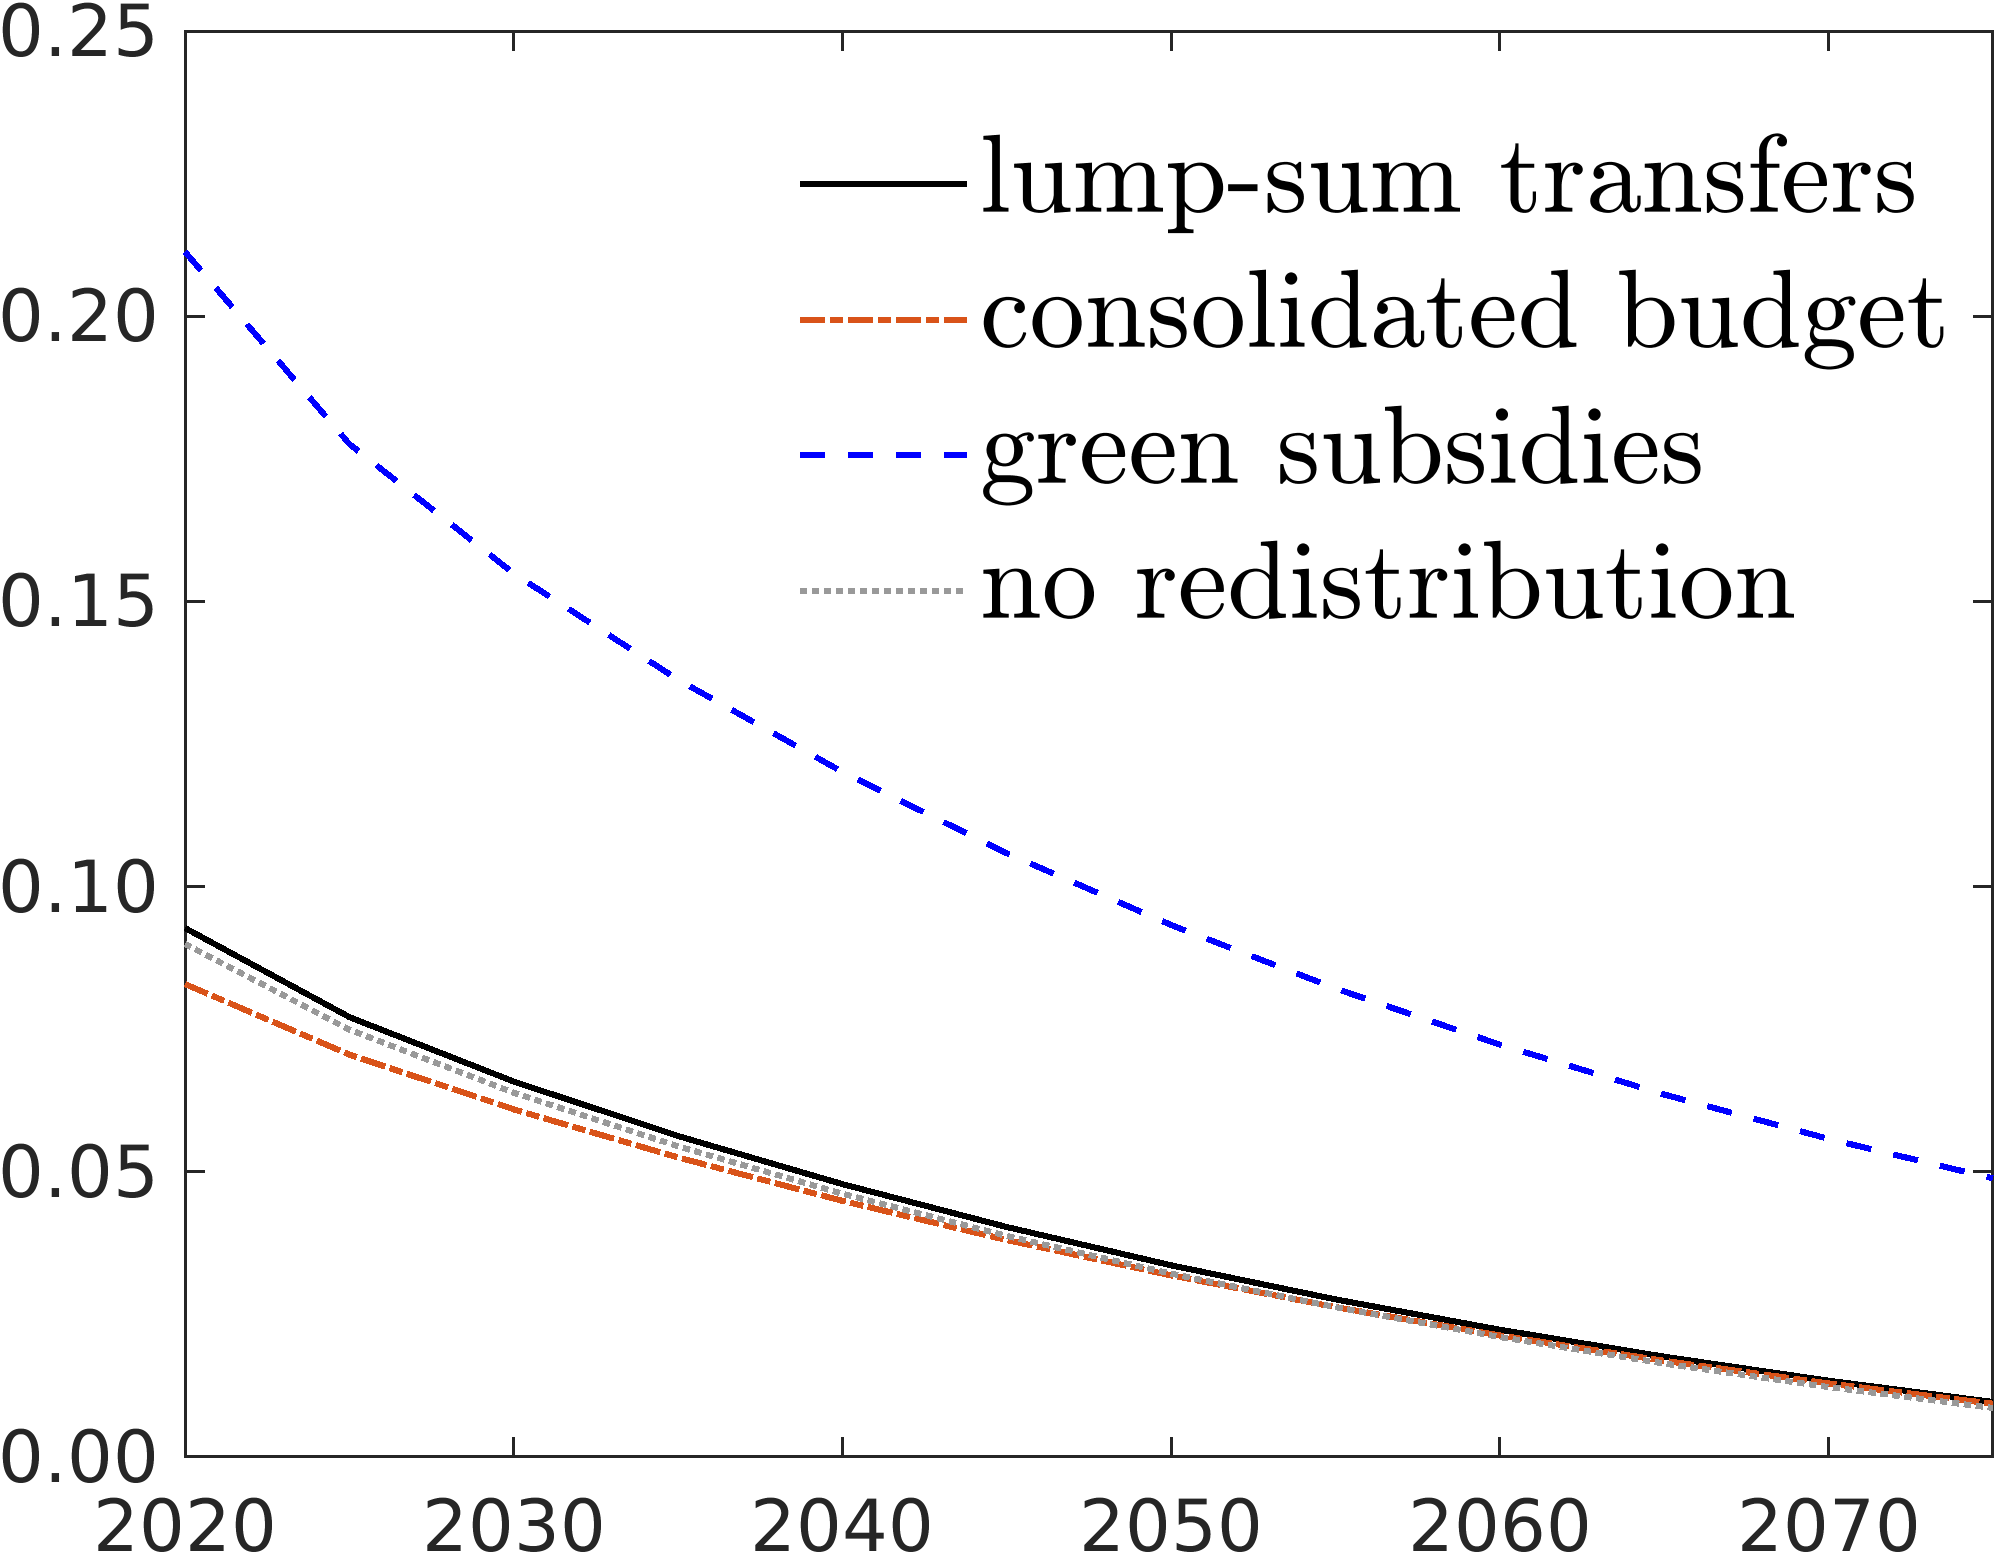 0.25
lump-sum transfers
consolidated budget
0.20
green subsidies
no redistribution
0.15
0.10
0.05
0.00
2020 2030 2040 2050 2060 2070